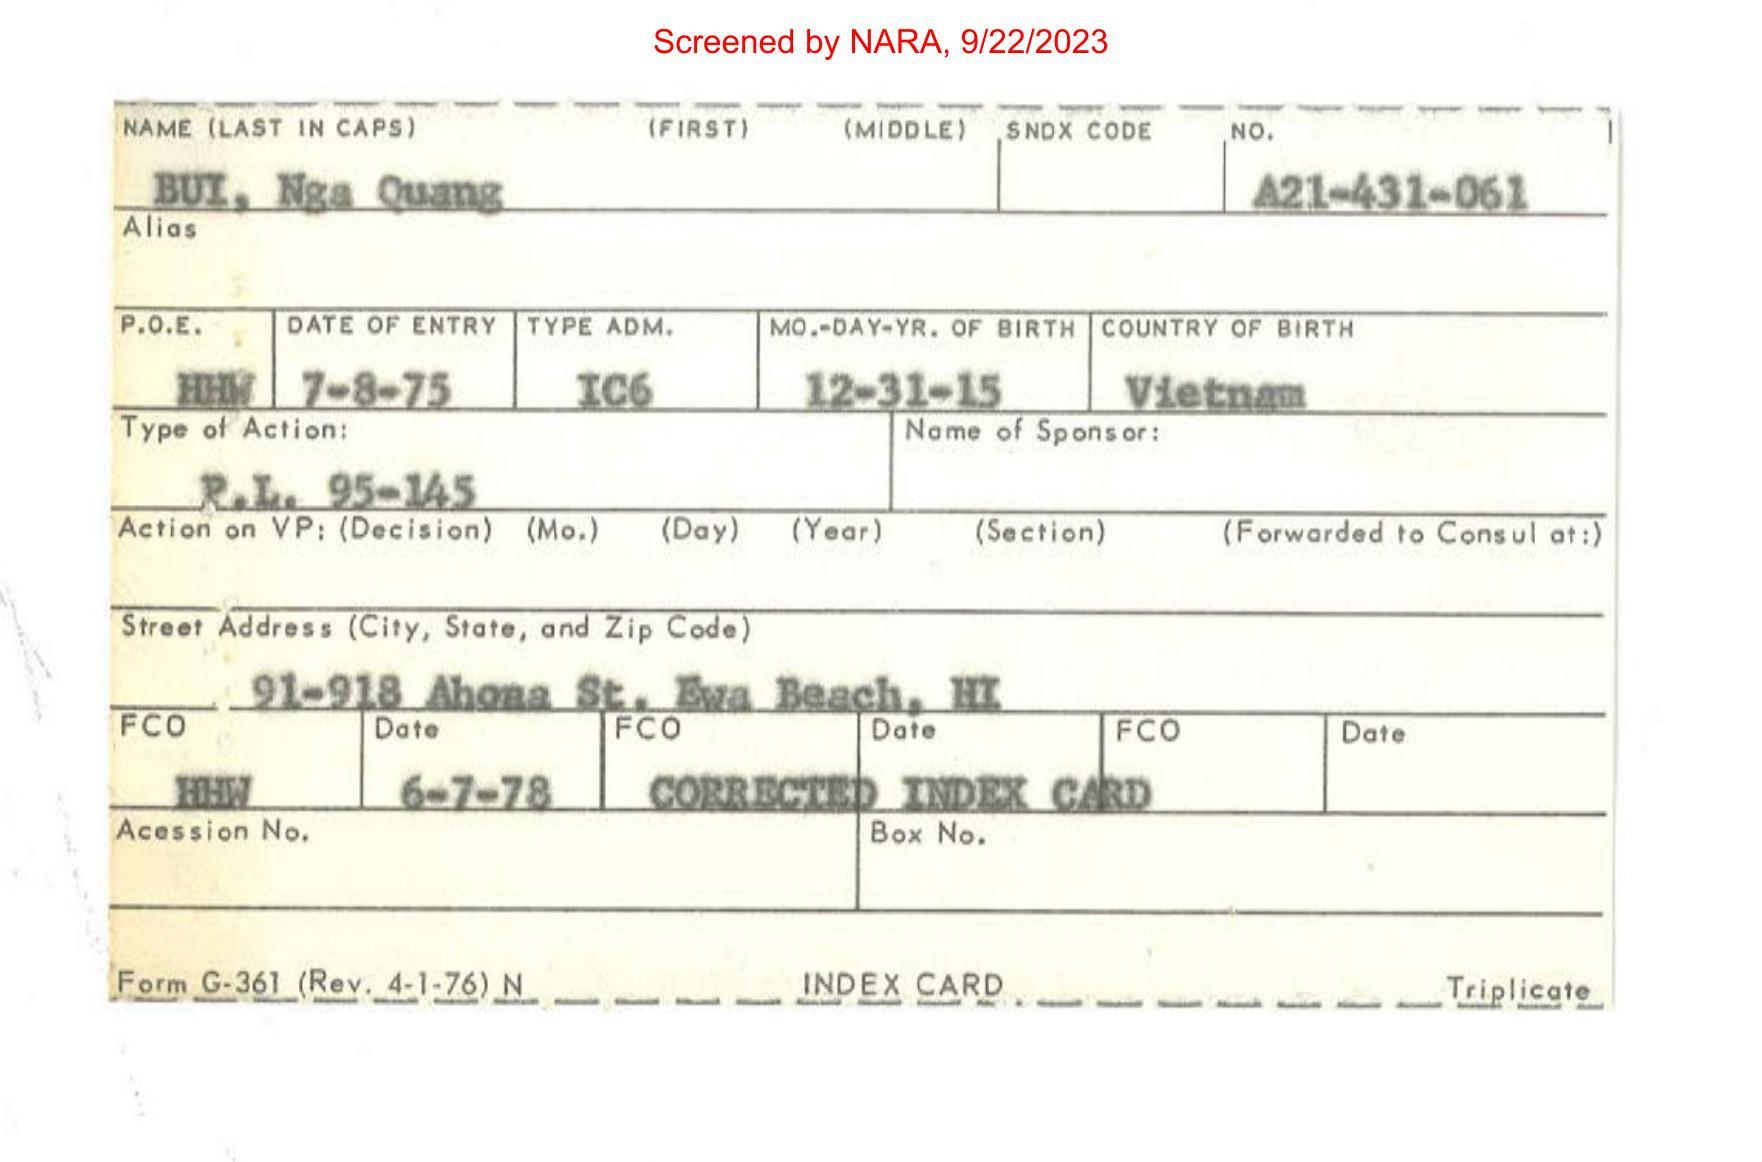 Screened by NARA, 9/22/2023
NAME (LAST IN CAPS) (FIRST) (MIDDLE) SNDX CODE NO.
BUI, Nga Quang A21-431-061
Alias
P.O.E. DATE OF ENTRY TYPE ADM. MO.-DAY-YR. OF BIRTH COUNTRY OF BIRTH
HHW 7-8-75 IC6 12-31-15 Vietnam
Type of Action: Name of Sponsor:
P.L. 95-145
Action on VP: (Decision) (Mo.) (Day) (Year) (Section) (Forwarded to Consul at:)
Street Address (City, State, and Zip Code)
91-918 Ahona St. Ewa Beach, HI
FCO Date FCO Date FCO Date
HHW 6-7-78 CORRECTED INDEX CARD
Acession No. Box No.
Form G-361 (Rev. 4-1-76) N INDEX CARD Triplicate